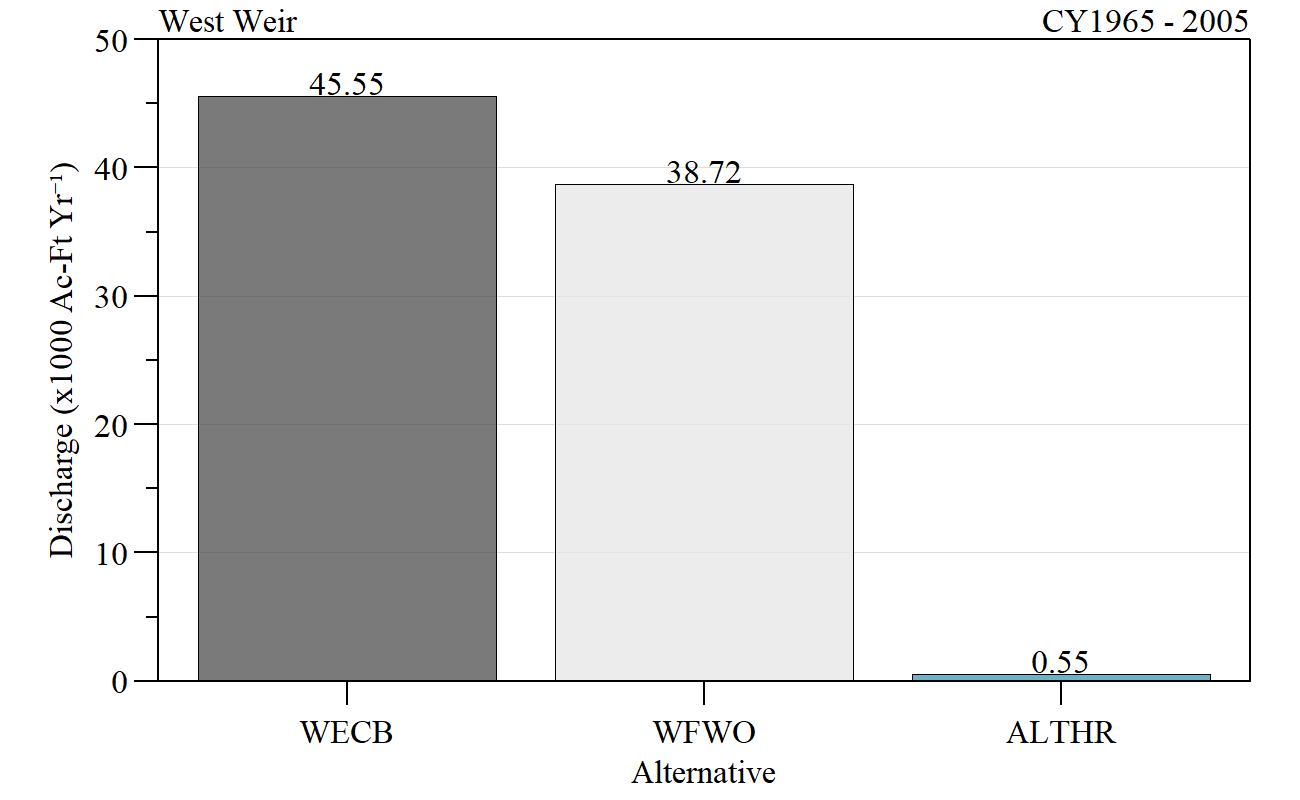 West Weir
CY1965 - 2005
50
40
30
20
10
0
Discharge (x1000 Ac-Ft Yr⁻¹)
45.55
38.72
0.55
WECB
WFWO
ALTHR
Alternative